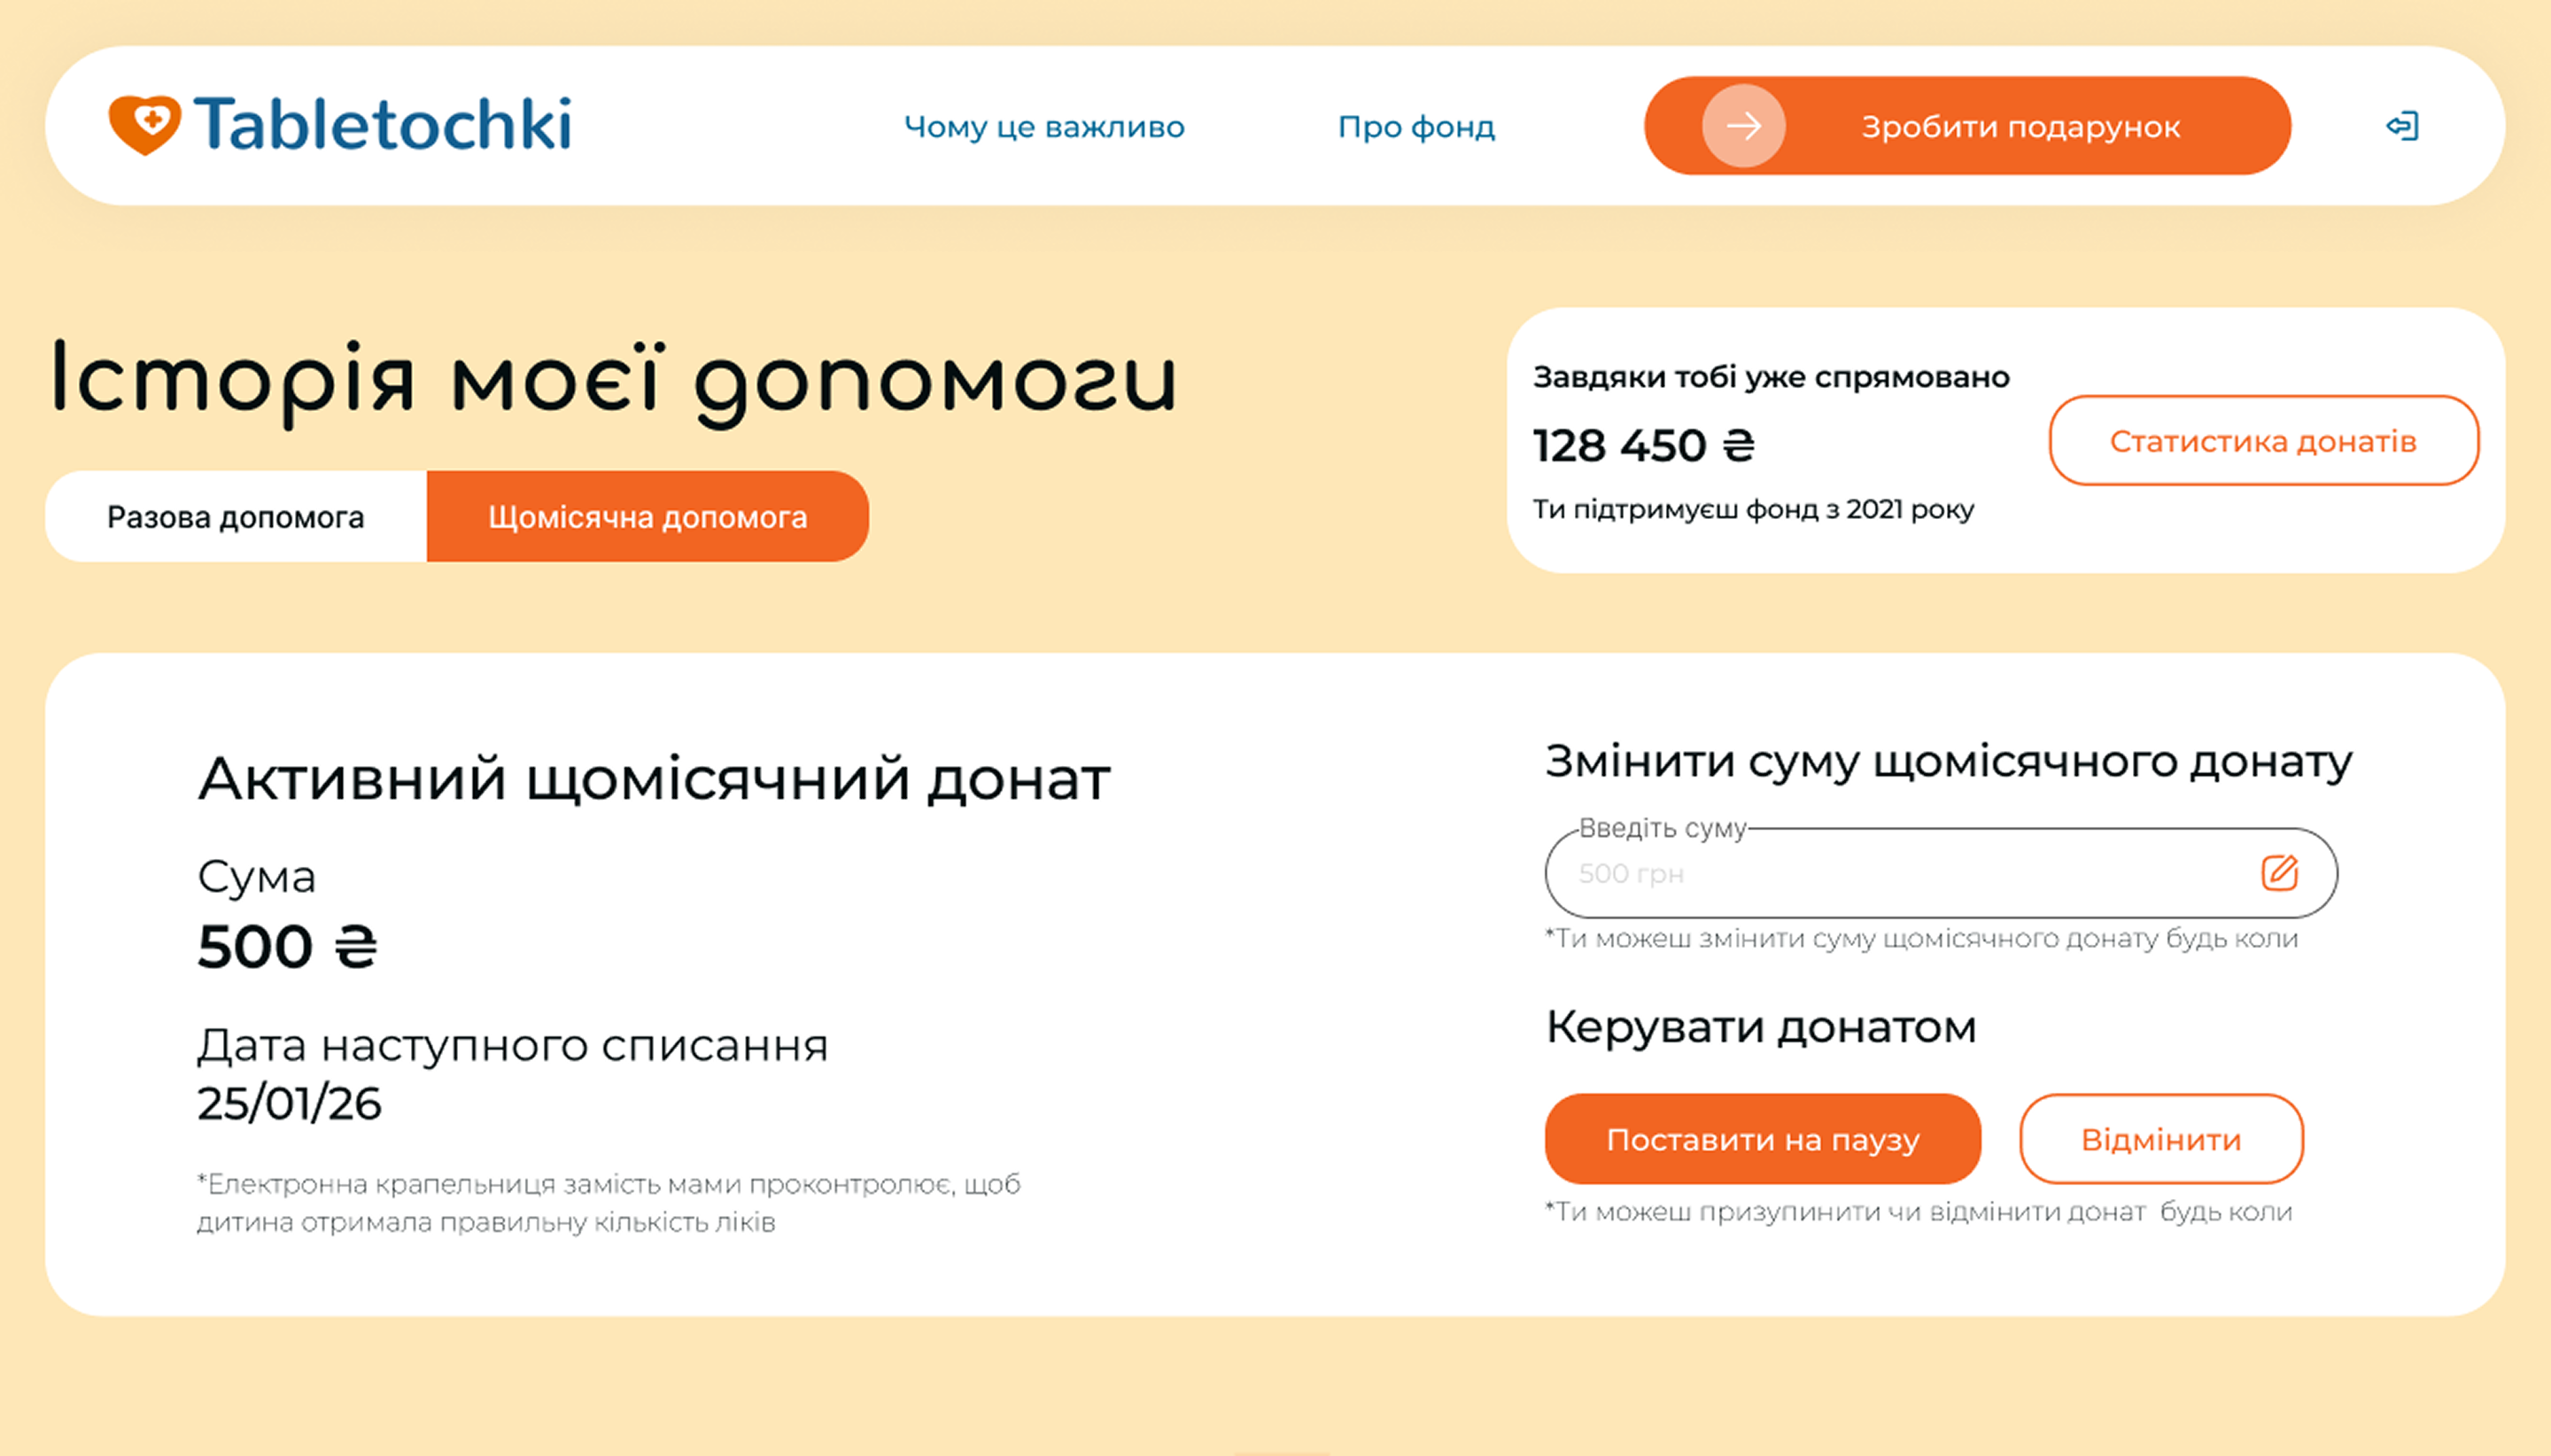 Tabletochki
Чому це важливо
Про фонд
Зробити подарунок
Історія моєї допомоги
Разова допомога
Щомісячна допомога
Завдяки тобі уже спрямовано
128 450 ₴
Ти підтримуєш фонд з 2021 року
Статистика донатів
Активний щомісячний донат
Сума
500 ₴
Дата наступного списання
25/01/26
*Електронна крапельниця замість мами проконтролює, щоб
дитина отримала правильну кількість ліків
Змінити суму щомісячного донату
Введіть суму
500 грн
*Ти можеш змінити суму щомісячного донату будь коли
Керувати донатом
Поставити на паузу
Відмінити
*Ти можеш призупинити чи відмінити донат  будь коли